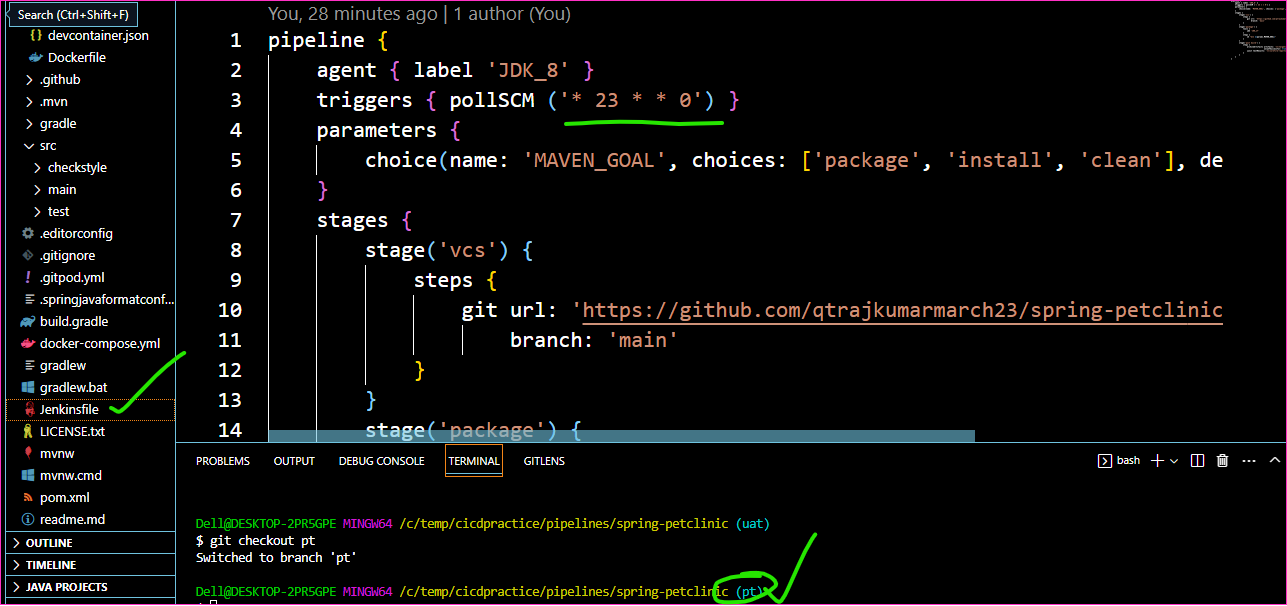 Search (Ctrl+Shift+F)
devcontainer.json
Dockerfile
.github
.mvn
gradle
src
checkstyle
main
test
.editorconfig
.gitignore
.gitpod.yml
.springjavaformatconf...
build.gradle
docker-compose.yml
gradlew
gradlew.bat
Jenkinsfile
LICENSE.txt
mvnw
mvnw.cmd
pom.xml
readme.md
OUTLINE
TIMELINE
JAVA PROJECTS
You, 28 minutes ago | 1 author (You)
1 pipeline {
2 agent { label 'JDK_8' }
3 triggers { pollSCM ('* 23 * * 0') }
4 parameters {
5 choice(name: 'MAVEN_GOAL', choices: ['package', 'install', 'clean'], de
6 }
7 stages {
8 stage('vcs') {
9 steps {
10 git url: 'https://github.com/qtrajkumarmarch23/spring-petclinic
11 branch: 'main'
12 }
13 }
14 stage('package') {
PROBLEMS OUTPUT DEBUG CONSOLE TERMINAL GITLENS bash
Dell@DESKTOP-2PR5GPE MINGW64 /c/temp/cicdpractice/pipelines/spring-petclinic (uat)
$ git checkout pt
Switched to branch 'pt'
Dell@DESKTOP-2PR5GPE MINGW64 /c/temp/cicdpractice/pipelines/spring-petclinic (pt)